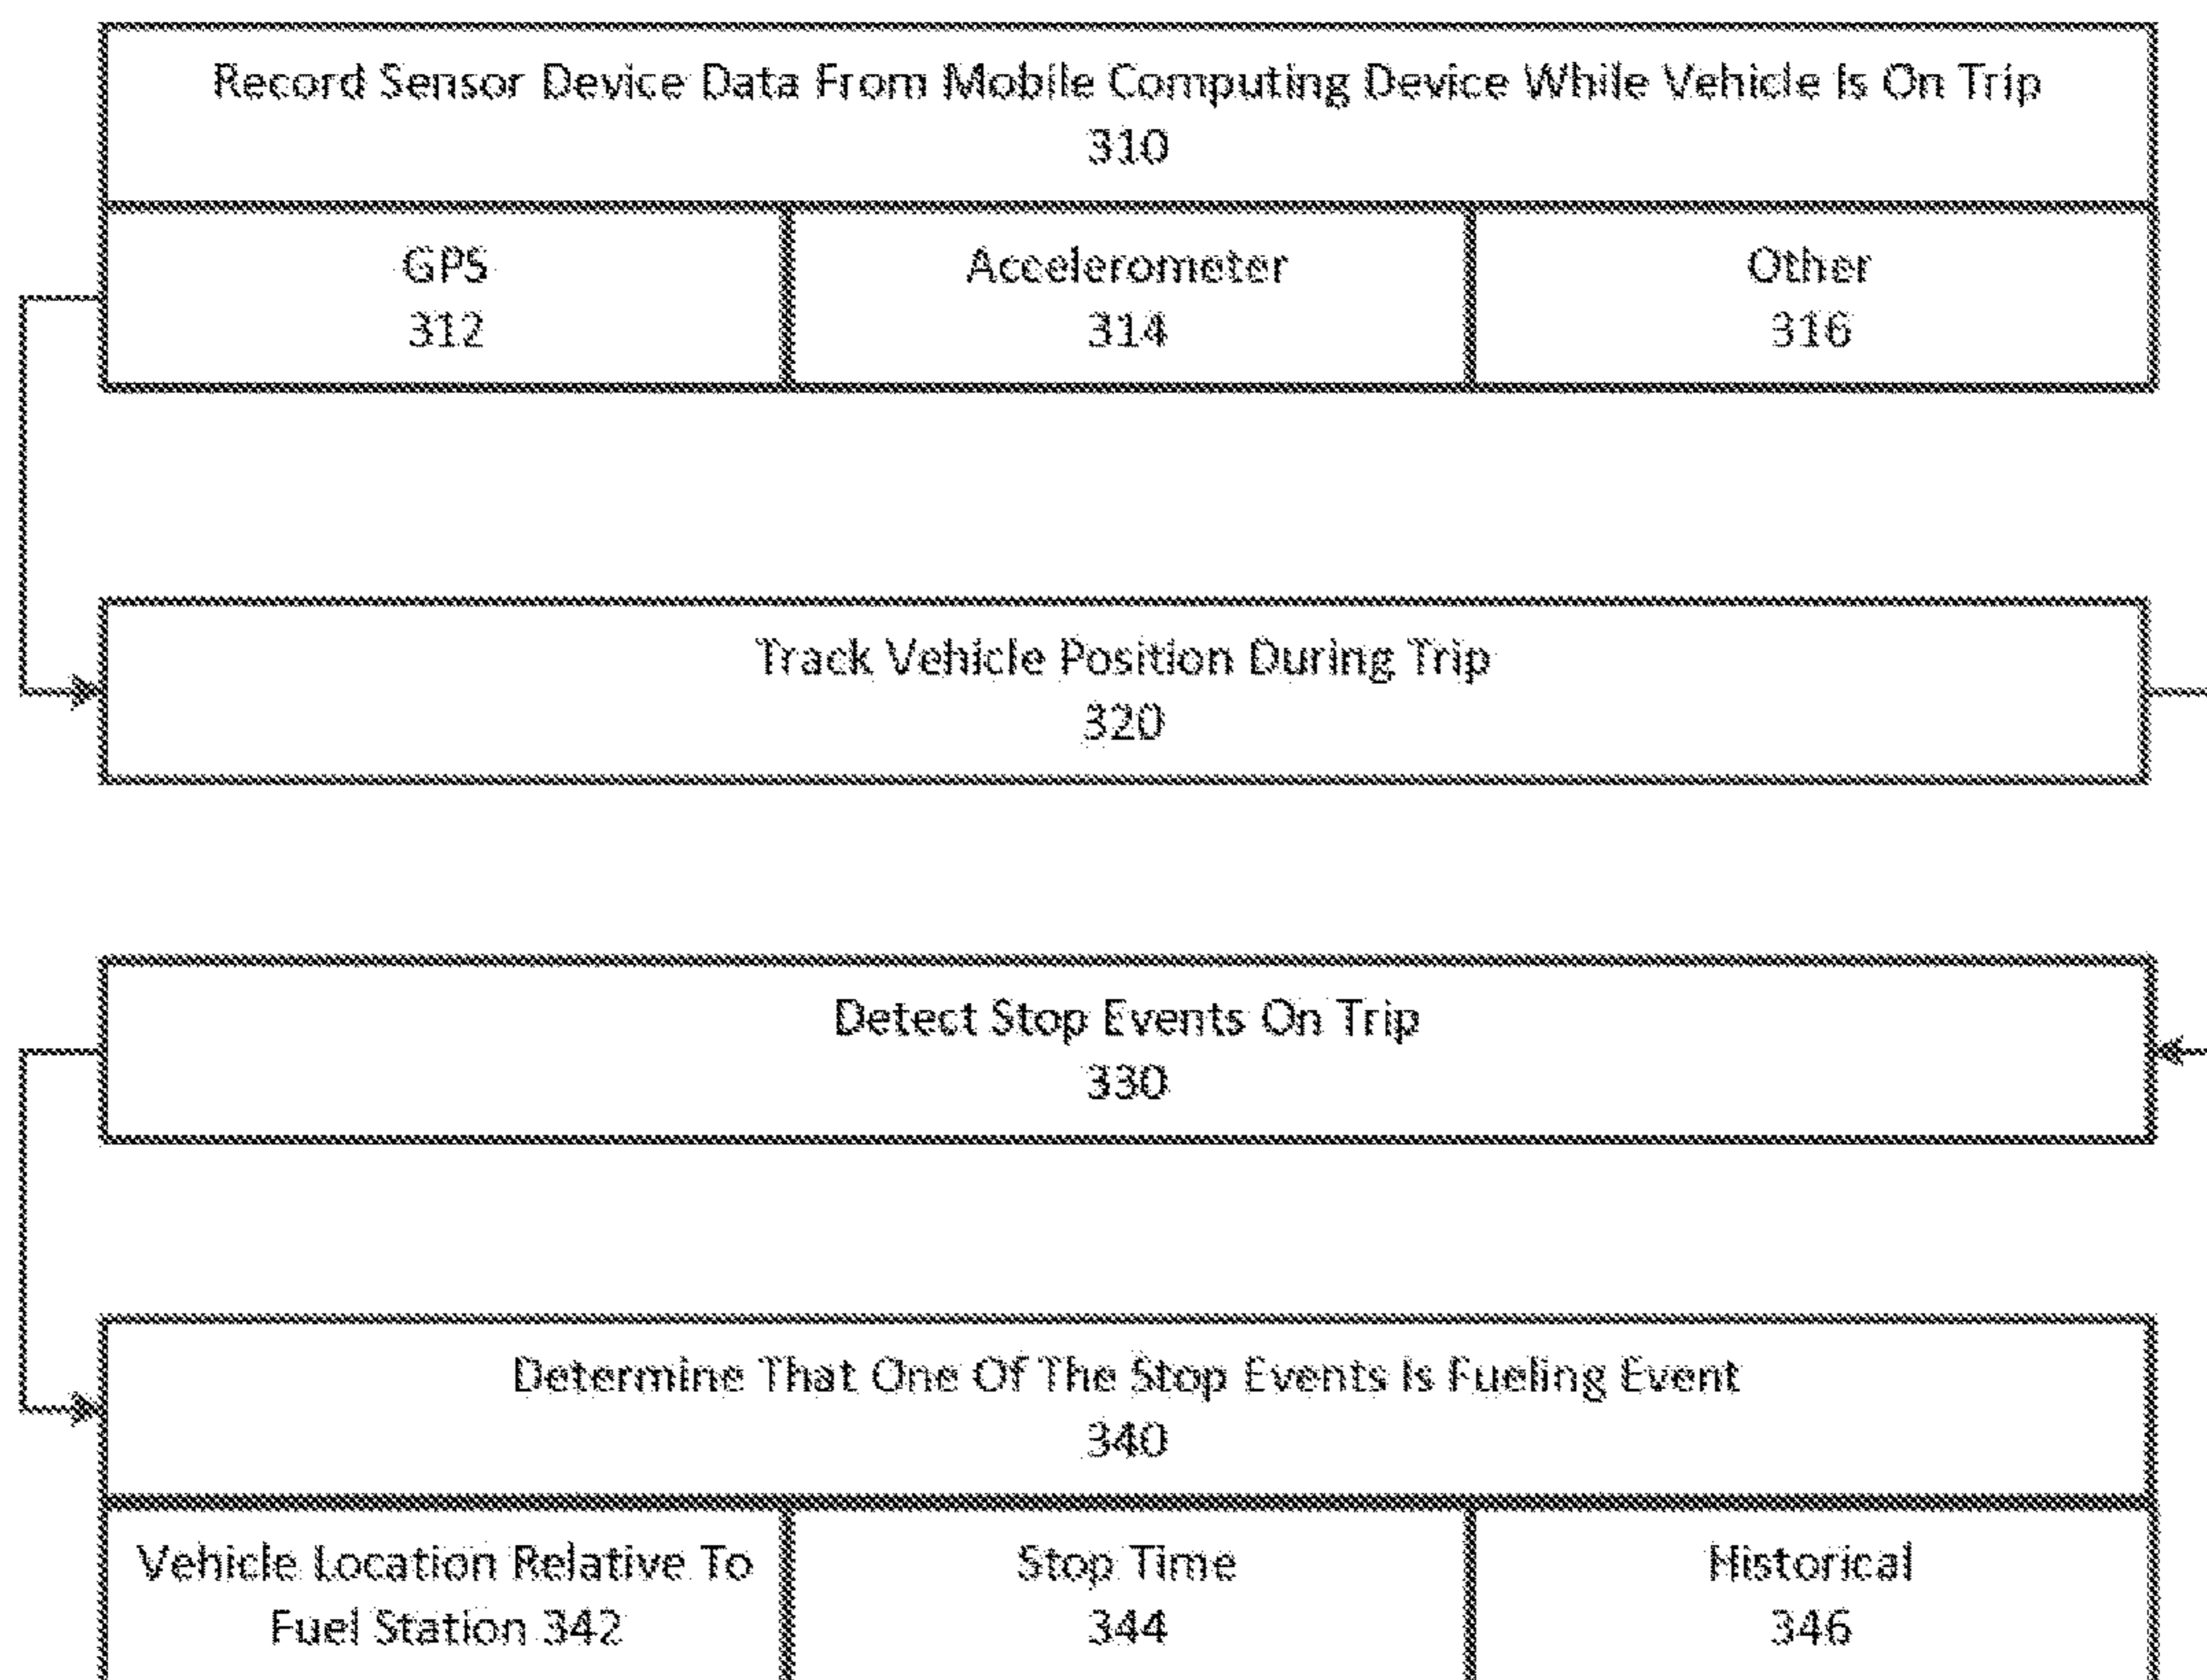 Record Sensor Device Data From Mobile Computing Device While Vehicle Is On Trip
310
GPS
312
Accelerometer
314
Other
316
Track Vehicle Position During Trip
320
Detect Stop Events On Trip
330
Determine That One Of The Stop Events Is Fueling Event
340
Vehicle Location Relative To
Fuel Station 342
Stop Time
344
Historical
346